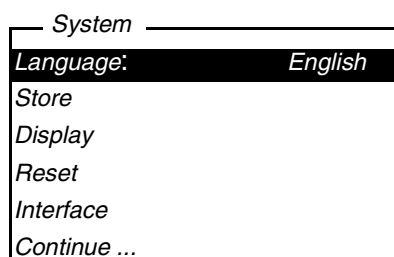 System
Language: English
Store
Display
Reset
Interface
Continue ...